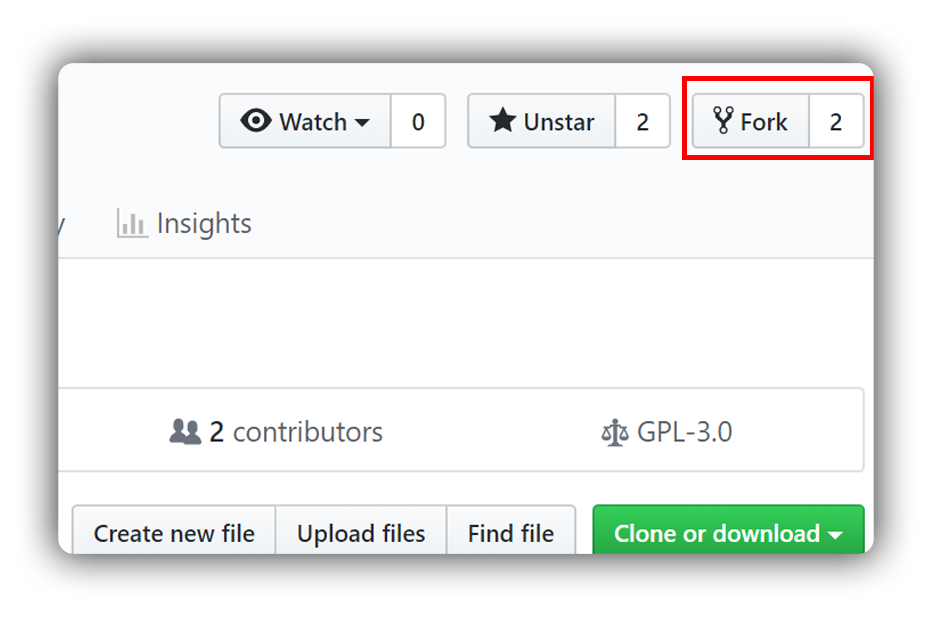 Watch 0 Unstar 2 Fork 2
Insights
2 contributors GPL-3.0
Create new file Upload files Find file Clone or download